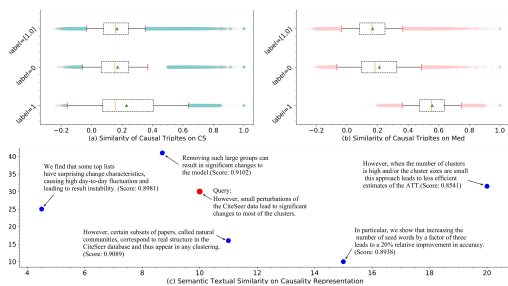 label=[1,0]
label=0
label=1
−0.2 0.0 0.2 0.4 0.6 0.8 1.0
(a) Similarity of Causal Tripltes on CS
label=[1,0]
label=0
label=1
−0.2 0.0 0.2 0.4 0.6 0.8 1.0
(b) Similarity of Causal Tripltes on Med
40
35
30
25
20
15
10
We find that some top lists
have surprising change characteristics,
causing high day-to-day fluctuation and
leading to result instability. (Score: 0.8981)
Removing such large groups can
result in significant changes to
the model.(Score: 0.9102)
Query:
However, small perturbations of
the CiteSeer data lead to significant
changes to most of the clusters.
However, when the number of clusters
is high and/or the cluster sizes are small
this approach leads to less efficient
estimates of the ATT.(Score: 0.8541)
However, certain subsets of papers, called natural
communities, correspond to real structure in the
CiteSeer database and thus appear in any clustering.
(Score: 0.9089)
In particular, we show that increasing the
number of seed words by a factor of three
leads to a 20% relative improvement in accuracy.
(Score: 0.8938)
4 6 8 10 12 14 16 18 20
(c) Semantic Textual Similarity on Causality Representation